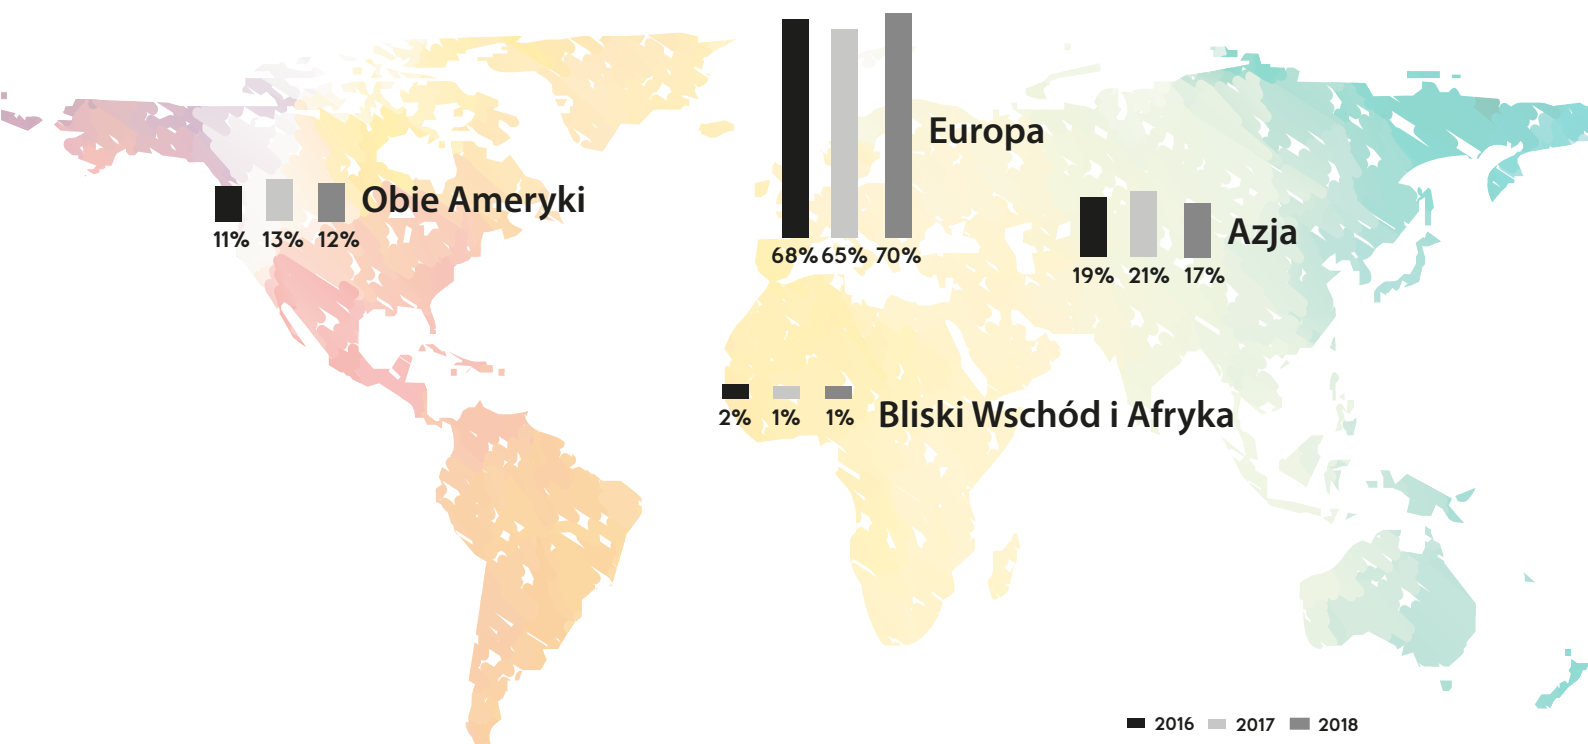 Europa
68% 65% 70%
Obie Ameryki
11% 13% 12%
Azja
19% 21% 17%
Bliski Wschód i Afryka
2% 1% 1%
2016 2017 2018